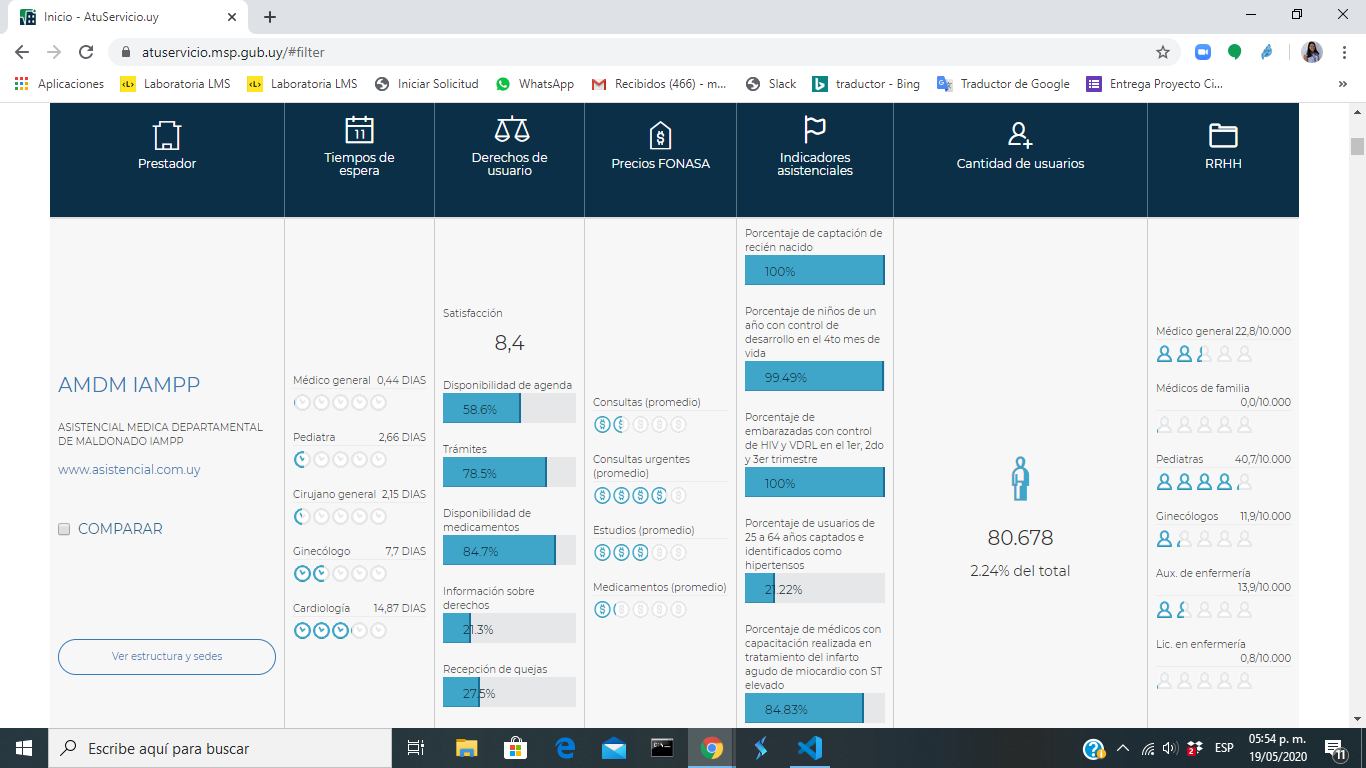 Inicio - AtuServicio.uy
atuservicio.msp.gub.uy/#filter
Aplicaciones
Laboratoria LMS
Laboratoria LMS
Iniciar Solicitud
WhatsApp
Recibidos (466) - m...
Slack
traductor - Bing
Traductor de Google
Entrega Proyecto Ci...
»
Prestador
Tiempos de
espera
Derechos de
usuario
Precios FONASA
Indicadores
asistenciales
Cantidad de usuarios
RRHH
AMDM IAMPP
ASISTENCIAL MEDICA DEPARTAMENTAL
DE MALDONADO IAMPP
www.asistencial.com.uy
COMPARAR
Ver estructura y sedes
Médico general 0,44 DIAS
Pediatra 2,66 DIAS
Cirujano general 2,15 DIAS
Ginecólogo 7,7 DIAS
Cardiología 14,87 DIAS
Satisfacción
8,4
Disponibilidad de agenda
58.6%
Trámites
78.5%
Disponibilidad de
medicamentos
84.7%
Información sobre
derechos
21.3%
Recepción de quejas
27.5%
Consultas (promedio)
Consultas urgentes
(promedio)
Estudios (promedio)
Medicamentos (promedio)
Porcentaje de captación de
recién nacido
100%
Porcentaje de niños de un
año con control de
desarrollo en el 4to mes de
vida
99.49%
Porcentaje de
embarazadas con control
de HIV y VDRL en el 1er, 2do
y 3er trimestre
100%
Porcentaje de usuarios de
25 a 64 años captados e
identificados como
hipertensos
21.22%
Porcentaje de médicos con
capacitación realizada en
tratamiento del infarto
agudo de miocardio con ST
elevado
84.83%
80.678
2.24% del total
Médico general 22,8/10.000
Médicos de familia
0,0/10.000
Pediatras 40,7/10.000
Ginecólogos 11,9/10.000
Aux. de enfermería
13,9/10.000
Lic. en enfermería
0,8/10.000
Escribe aquí para buscar
ESP
05:54 p. m.
19/05/2020
11